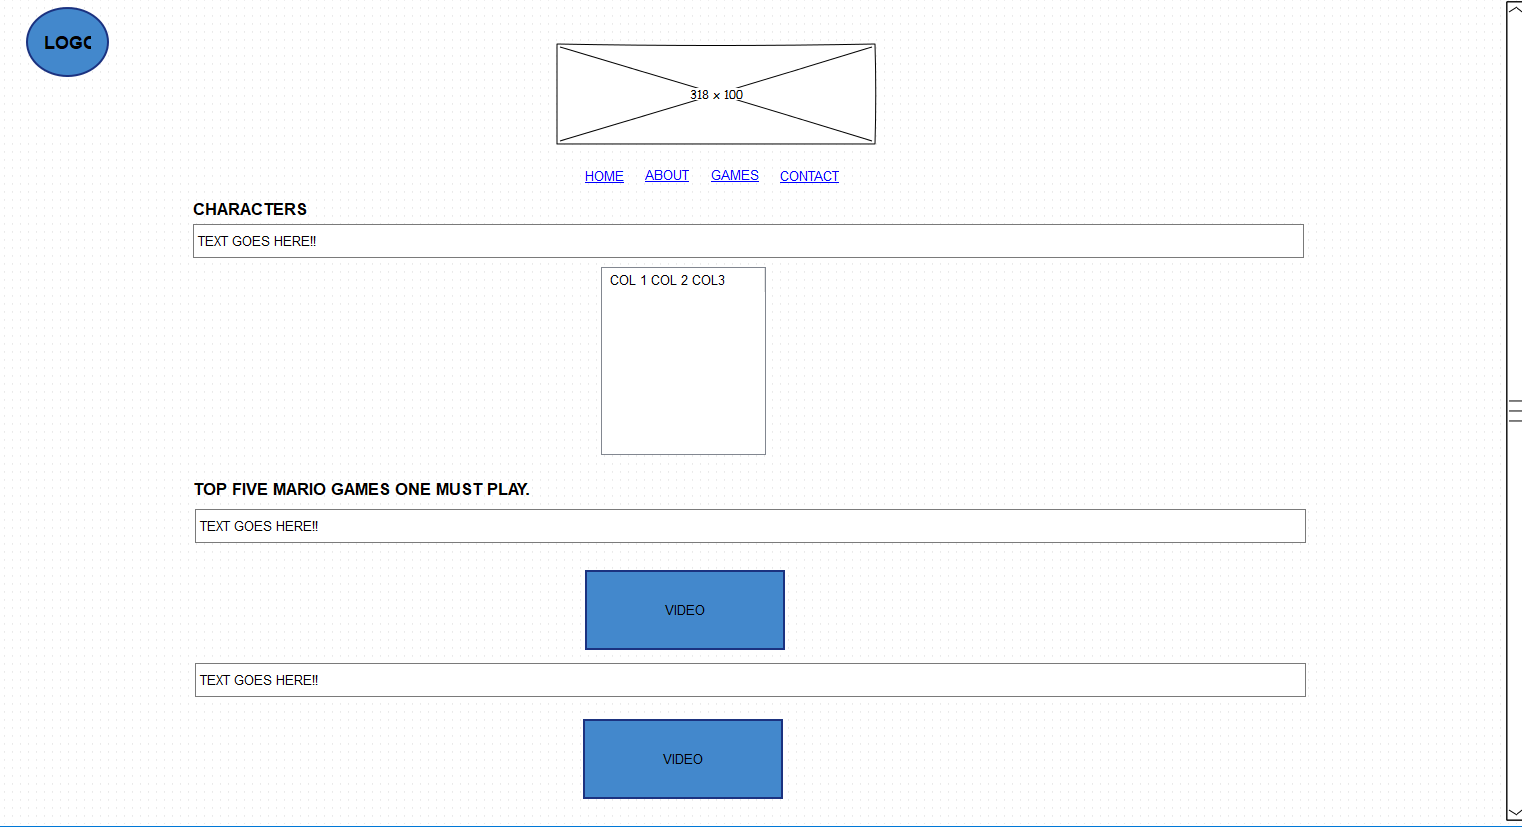 LOGO
318 x 100
HOME ABOUT GAMES CONTACT
CHARACTERS
TEXT GOES HERE!!
COL 1 COL 2 COL3
TOP FIVE MARIO GAMES ONE MUST PLAY.
TEXT GOES HERE!!
VIDEO
TEXT GOES HERE!!
VIDEO